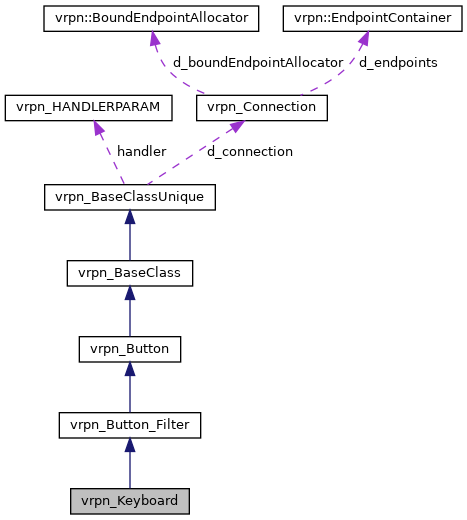 vrpn::BoundEndpointAllocator
vrpn::EndpointContainer
d_boundEndpointAllocator
d_endpoints
vrpn_HANDLERPARAM
vrpn_Connection
handler
d_connection
vrpn_BaseClassUnique
vrpn_BaseClass
vrpn_Button
vrpn_Button_Filter
vrpn_Keyboard